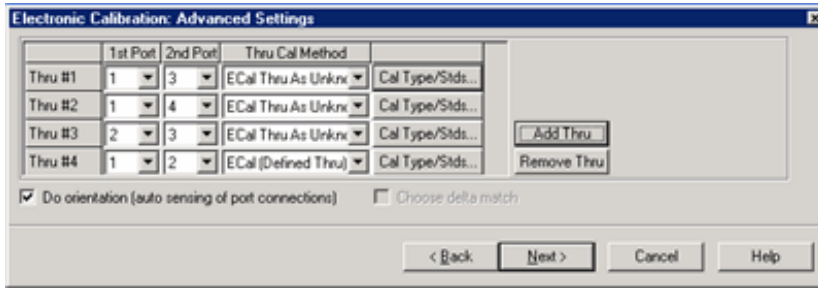 Electronic Calibration: Advanced Settings
1st Port 2nd Port Thru Cal Method
Thru #1 1 3 ECal Thru As Unkno Cal Type/Stds...
Thru #2 1 4 ECal Thru As Unkno Cal Type/Stds...
Thru #3 2 3 ECal Thru As Unkno Cal Type/Stds... Add Thru
Thru #4 1 2 ECal (Defined Thru) Cal Type/Stds... Remove Thru
Do orientation (auto sensing of port connections) Choose delta match
< Back Next > Cancel Help